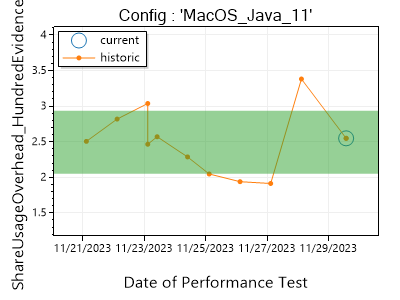 Config : 'MacOS_Java_11'
current
historic
ShareUsageOverhead_HundredEvidence
4
3.5
3
2.5
2
1.5
11/21/2023
11/23/2023
11/25/2023
11/27/2023
11/29/2023
Date of Performance Test